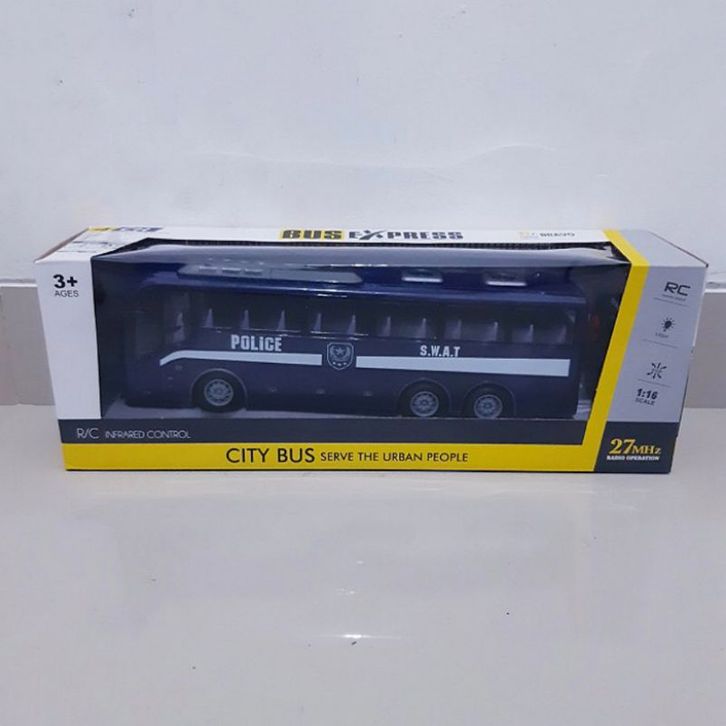 BUS EXPRESS
BRAVO
3+
AGES
RC
POLICE
S.W.A.T
1:16
SCALE
R/C INFRARED CONTROL
CITY BUS SERVE THE URBAN PEOPLE
27MHz
RADIO OPERATION